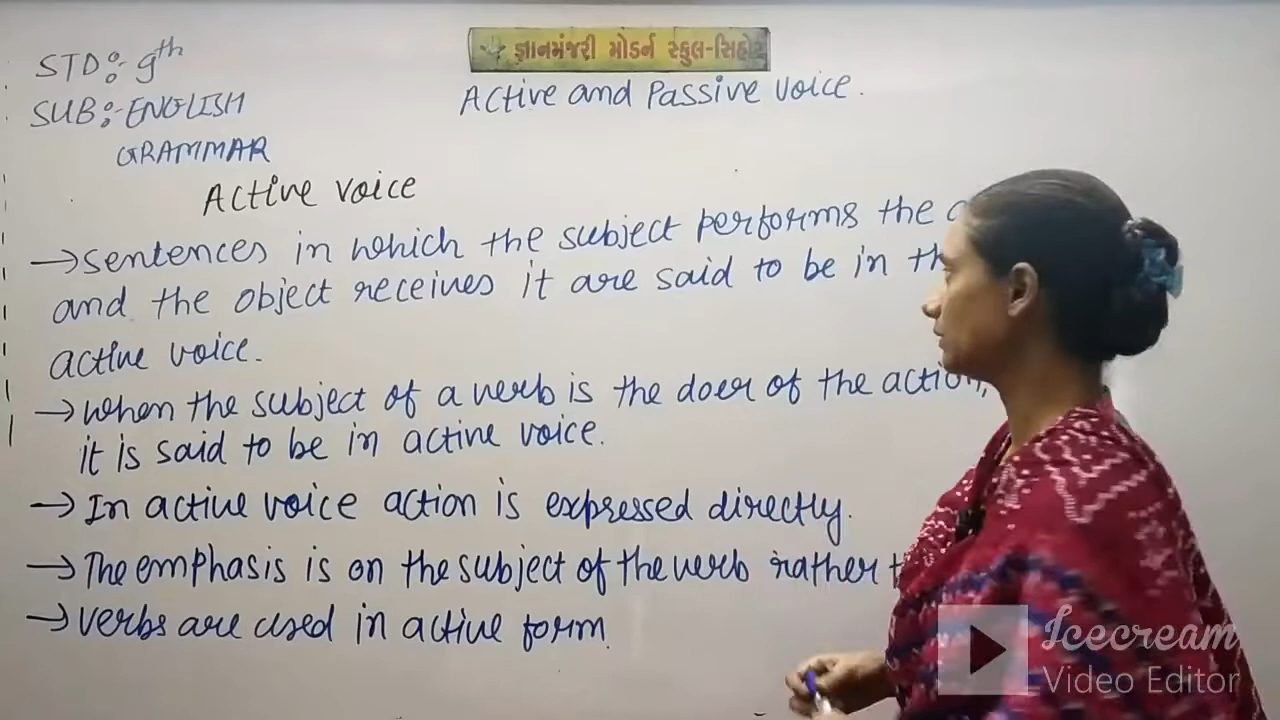 STD:- 9th
જ્ઞાનમંજરી મોડર્ન સ્કુલ-સિહોર
SUB:-ENGLISH
GRAMMAR
Active and Passive voice.
Active voice
→sentences in which the subject performs the
and the object receives it are said to be in
active voice.
→when the subject of a verb is the doer of the action,
it is said to be in active voice.
→In active voice action is expressed directly.
→The emphasis is on the subject of the verb rather
→verbs are used in active form.
Icecream
Video Editor